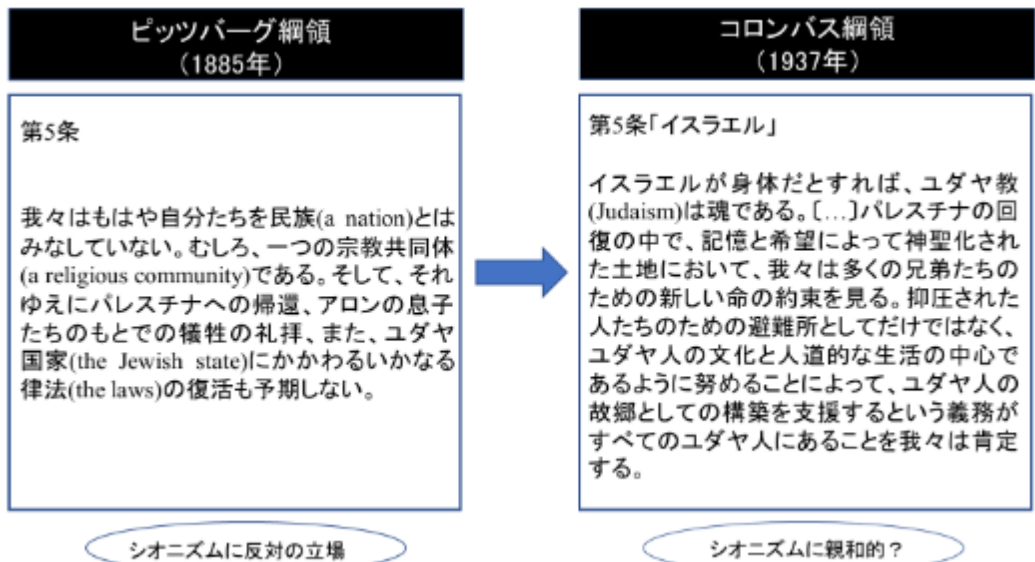 ピッツバーグ綱領
(1885年)
第5条
我々はもはや自分たちを民族(a nation)とは
みなしていない。むしろ、一つの宗教共同体
(a religious community)である。そして、それ
ゆえにパレスチナへの帰還、アロンの息子
たちのもとでの犠牲の礼拝、また、ユダヤ
国家(the Jewish state)にかかわるいかなる
律法(the laws)の復活も予期しない。
シオニズムに反対の立場
コロンバス綱領
(1937年)
第5条「イスラエル」
イスラエルが身体だとすれば、ユダヤ教
(Judaism)は魂である。〔…〕パレスチナの回
復の中で、記憶と希望によって神聖化され
た土地において、我々は多くの兄弟たちの
ための新しい命の約束を見る。抑圧された
人たちのための避難所としてだけではなく、
ユダヤ人の文化と人道的な生活の中心で
あるように努めることによって、ユダヤ人の
故郷としての構築を支援するという義務が
すべてのユダヤ人にあることを我々は肯定
する。
シオニズムに親和的？